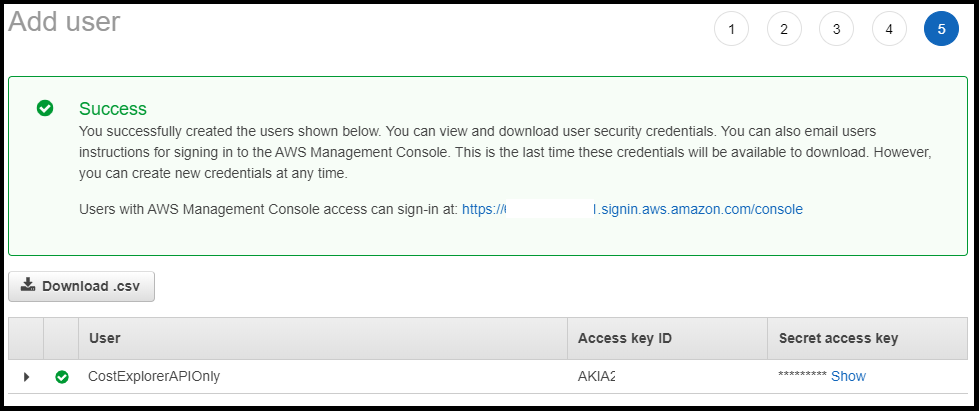 Add user
1 2 3 4 5
Success
You successfully created the users shown below. You can view and download user security credentials. You can also email users
instructions for signing in to the AWS Management Console. This is the last time these credentials will be available to download. However,
you can create new credentials at any time.
Users with AWS Management Console access can sign-in at: https:// .signin.aws.amazon.com/console
Download .csv
User Access key ID Secret access key
CostExplorerAPIOnly AKIA2 ********* Show